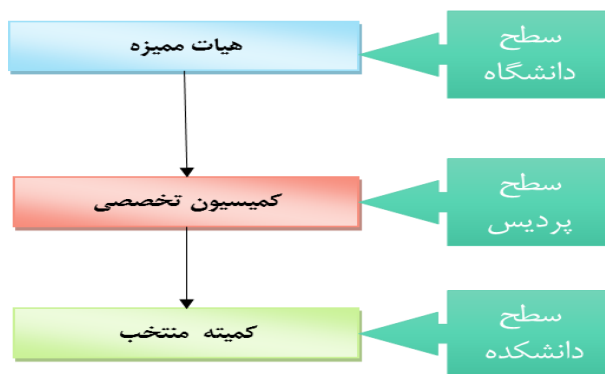 هیات ممیزه
سطح
دانشگاه
کمیسیون تخصصی
سطح
پردیس
کمیته منتخب
سطح
دانشکده